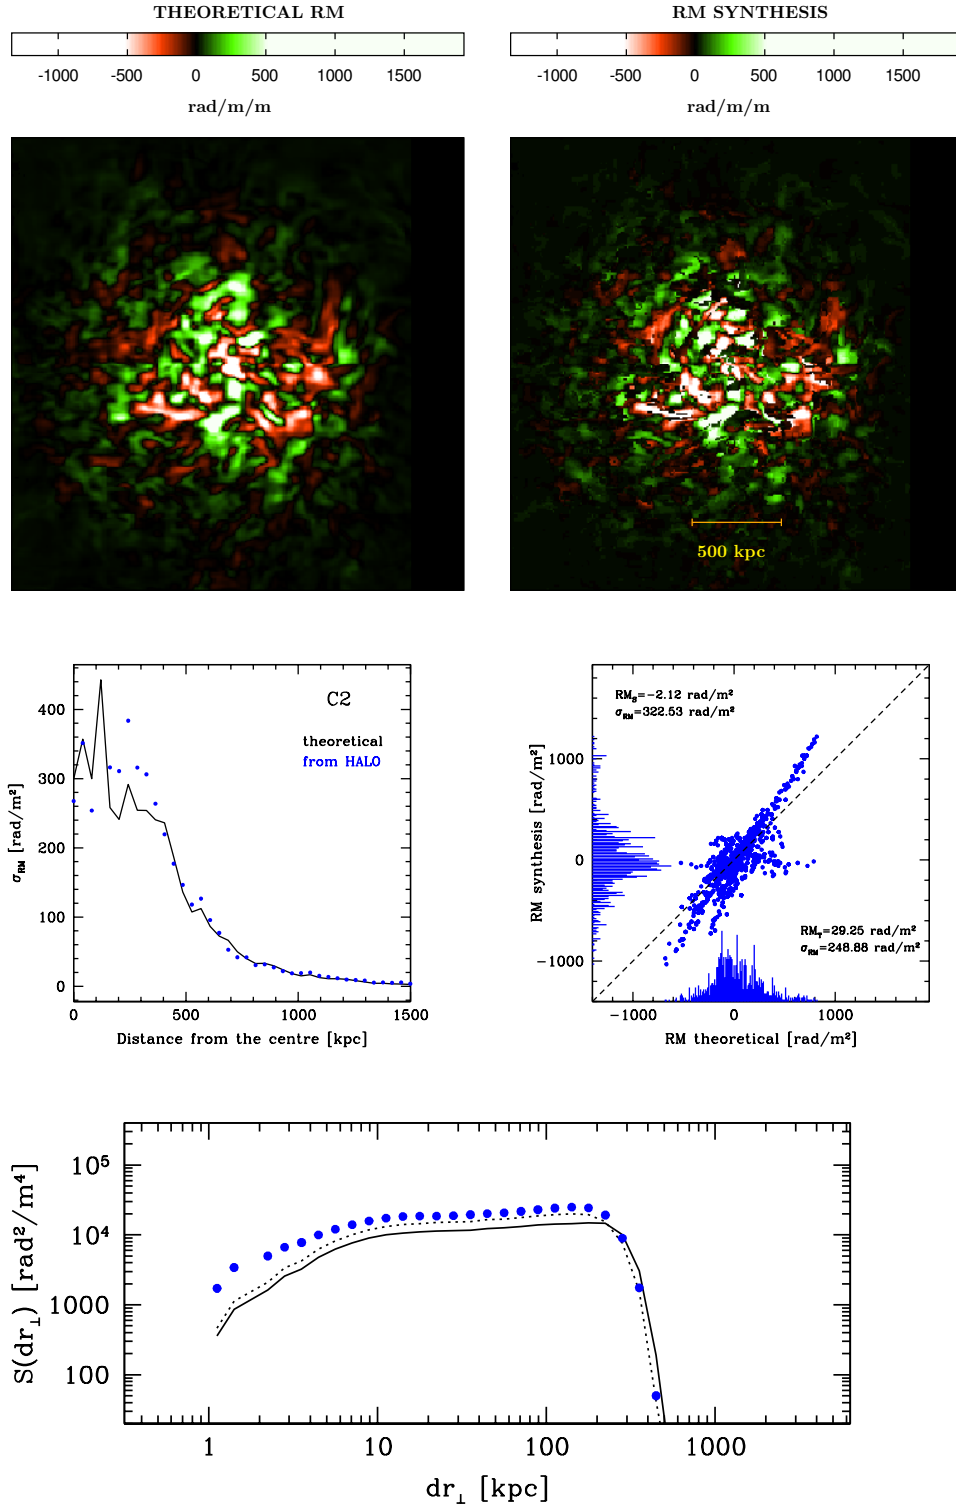 THEORETICAL RM
RM SYNTHESIS
-1000 -500 0 500 1000 1500
-1000 -500 0 500 1000 1500
rad/m/m
rad/m/m
500 kpc
C2
theoretical
from HALO
400
300
200
100
0
σRM [rad/m²]
0 500 1000 1500
Distance from the centre [kpc]
RMS=−2.12 rad/m²
σRM=322.53 rad/m²
RMT=29.25 rad/m²
σRM=248.88 rad/m²
1000
0
−1000
RM synthesis [rad/m²]
−1000 0 1000
RM theoretical [rad/m²]
10⁵
10⁴
1000
100
S(dr⊥) [rad²/m⁴]
1 10 100 1000
dr⊥ [kpc]